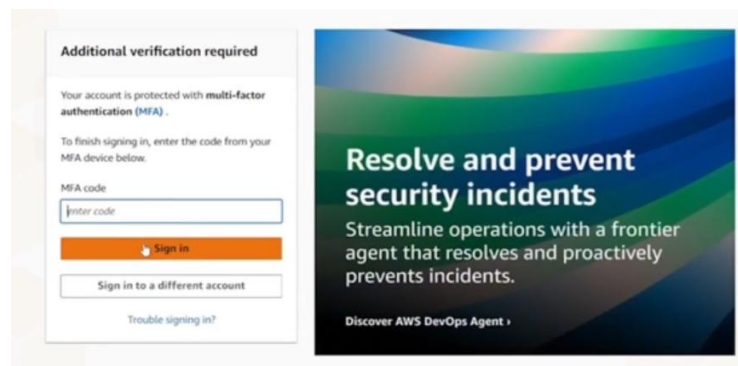 Additional verification required
Your account is protected with multi-factor
authentication (MFA) .
To finish signing in, enter the code from your
MFA device below.
MFA code
enter code
Sign in
Sign in to a different account
Trouble signing in?
Resolve and prevent
security incidents
Streamline operations with a frontier
agent that resolves and proactively
prevents incidents.
Discover AWS DevOps Agent ›